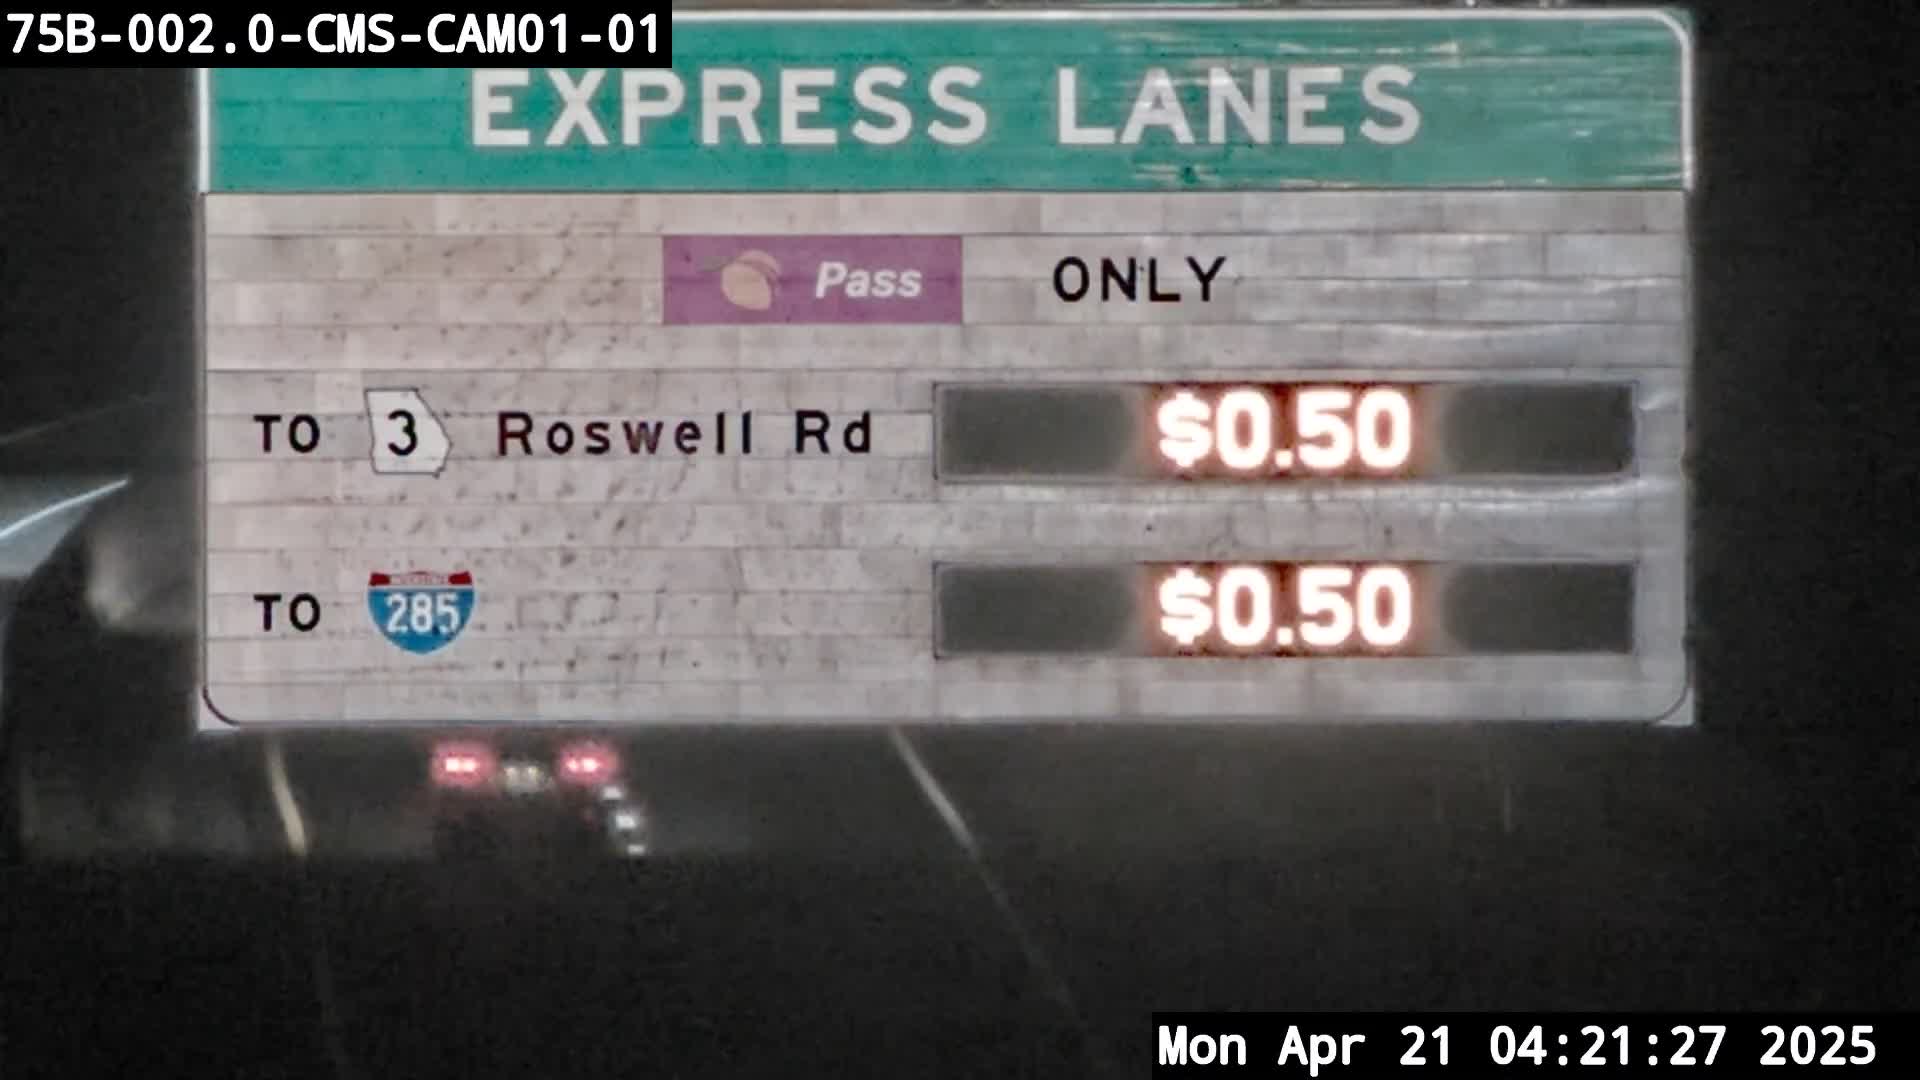 75B-002.0-CMS-CAM01-01
EXPRESS LANES
Pass ONLY
TO 3 Roswell Rd $0.50
INTERSTATE
TO 285 $0.50
Mon Apr 21 04:21:27 2025